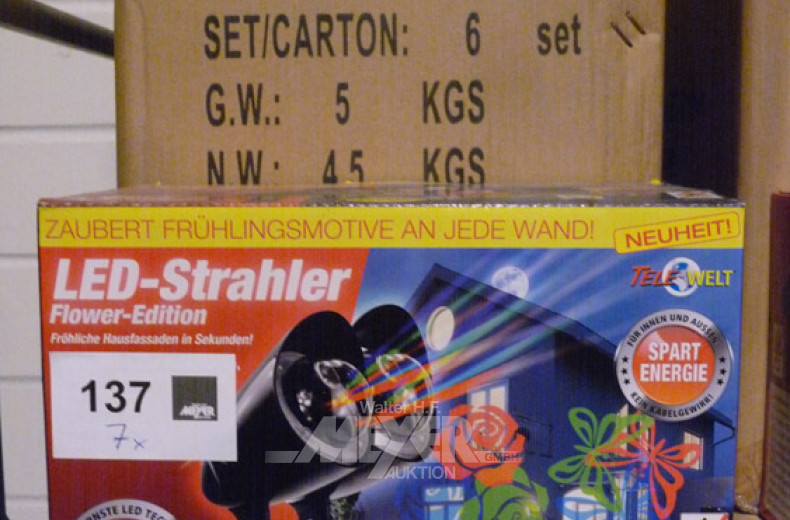 SET/CARTON: 6 set
G.W.: 5 KGS
N.W: 4.5 KGS
ZAUBERT FRÜHLINGSMOTIVE AN JEDE WAND!
NEUHEIT!
LED-Strahler
Flower-Edition
Fröhliche Hausfassaden in Sekunden!
TELE WELT
FÜR INNEN UND AUSSEN
SPART
ENERGIE
KEIN KABELGEWIRR!
137
MEYER
7x
Walter H.F.
MEYER
GMBH
AUKTION